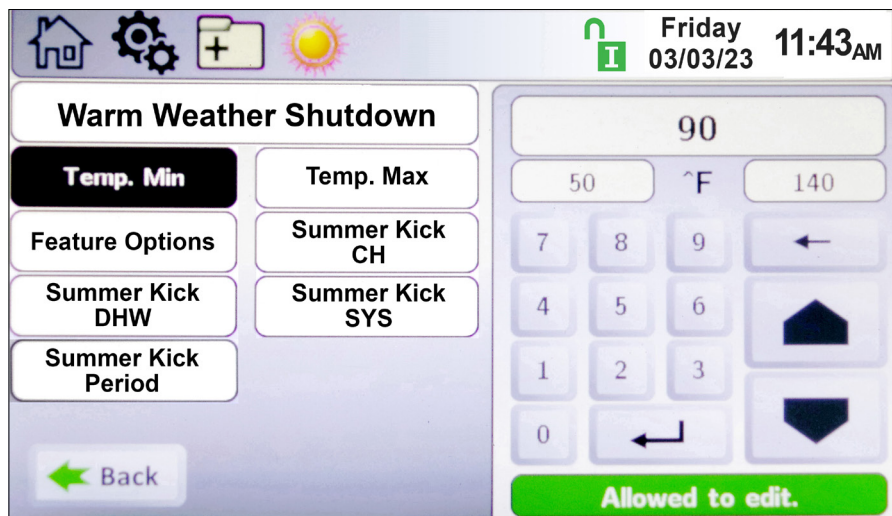 Friday
03/03/23
11:43AM
I
Warm Weather Shutdown
Temp. Min
Temp. Max
Feature Options
Summer Kick
CH
Summer Kick
DHW
Summer Kick
SYS
Summer Kick
Period
Back
90
50
^F
140
7 8 9
4 5 6
1 2 3
0
Allowed to edit.